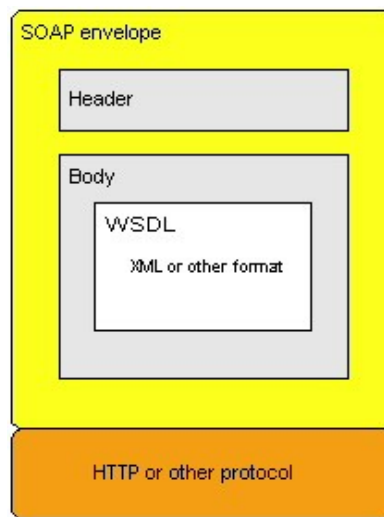 SOAP envelope
Header
Body
WSDL
XML or other format
HTTP or other protocol